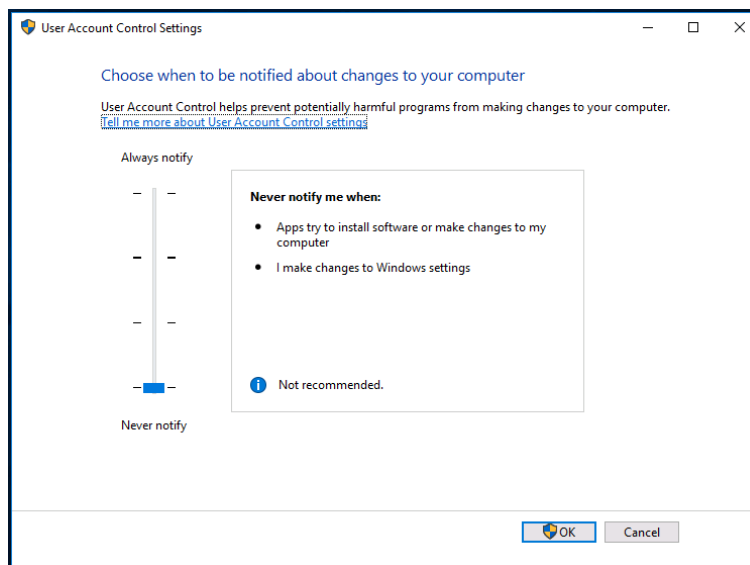 User Account Control Settings
Choose when to be notified about changes to your computer
User Account Control helps prevent potentially harmful programs from making changes to your computer.
Tell me more about User Account Control settings
Always notify
Never notify me when:
Apps try to install software or make changes to my
computer
I make changes to Windows settings
Not recommended.
Never notify
OK
Cancel